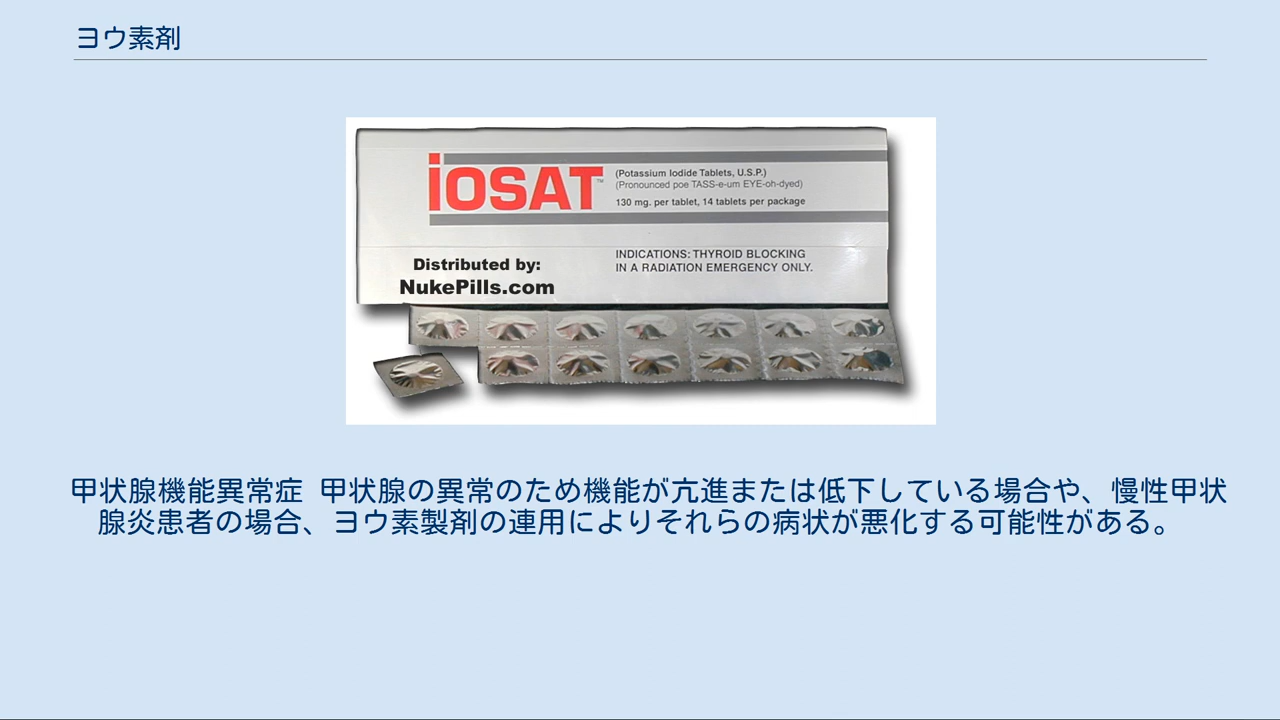 ヨウ素剤
iOSAT™
(Potassium Iodide Tablets, U.S.P.)
(Pronounced poe TASS-e-um EYE-oh-dyed)
130 mg. per tablet, 14 tablets per package
INDICATIONS: THYROID BLOCKING
IN A RADIATION EMERGENCY ONLY.
Distributed by:
NukePills.com
甲状腺機能異常症 甲状腺の異常のため機能が亢進または低下している場合や、慢性甲状
腺炎患者の場合、ヨウ素製剤の連用によりそれらの病状が悪化する可能性がある。